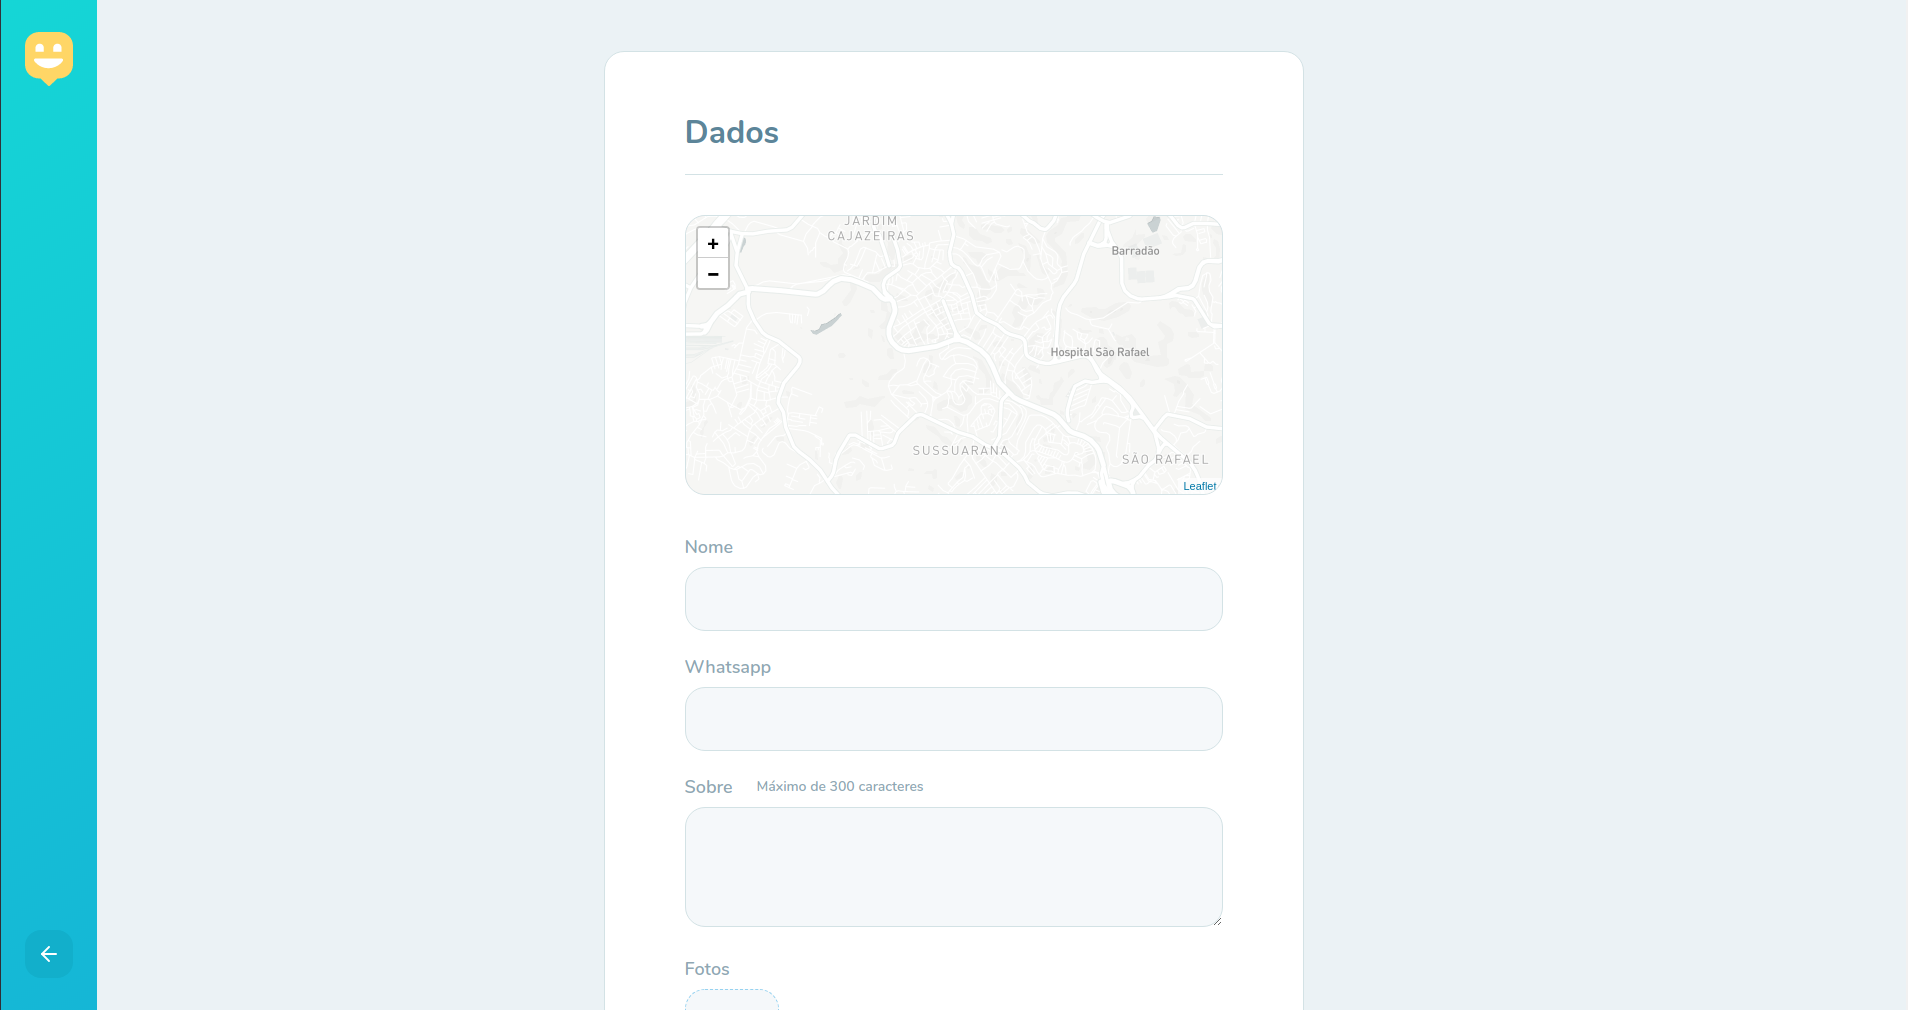 Dados
JARDIM
CAJAZEIRAS
+
−
Barradão
Hospital São Rafael
SUSSUARANA
SÃO RAFAEL
Leaflet
Nome
Whatsapp
Sobre Máximo de 300 caracteres
Fotos